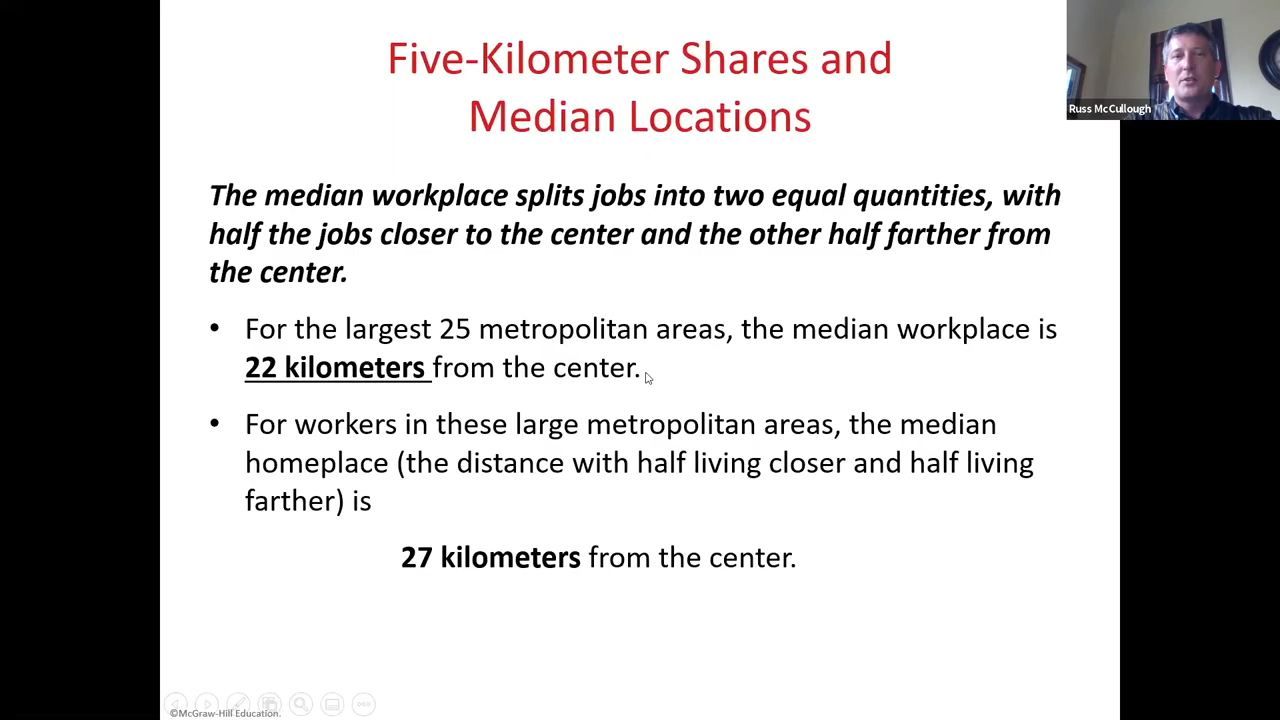 Five-Kilometer Shares and
Median Locations
Russ McCullough
The median workplace splits jobs into two equal quantities, with
half the jobs closer to the center and the other half farther from
the center.
• For the largest 25 metropolitan areas, the median workplace is
22 kilometers from the center.
• For workers in these large metropolitan areas, the median
homeplace (the distance with half living closer and half living
farther) is
27 kilometers from the center.
©McGraw-Hill Education.